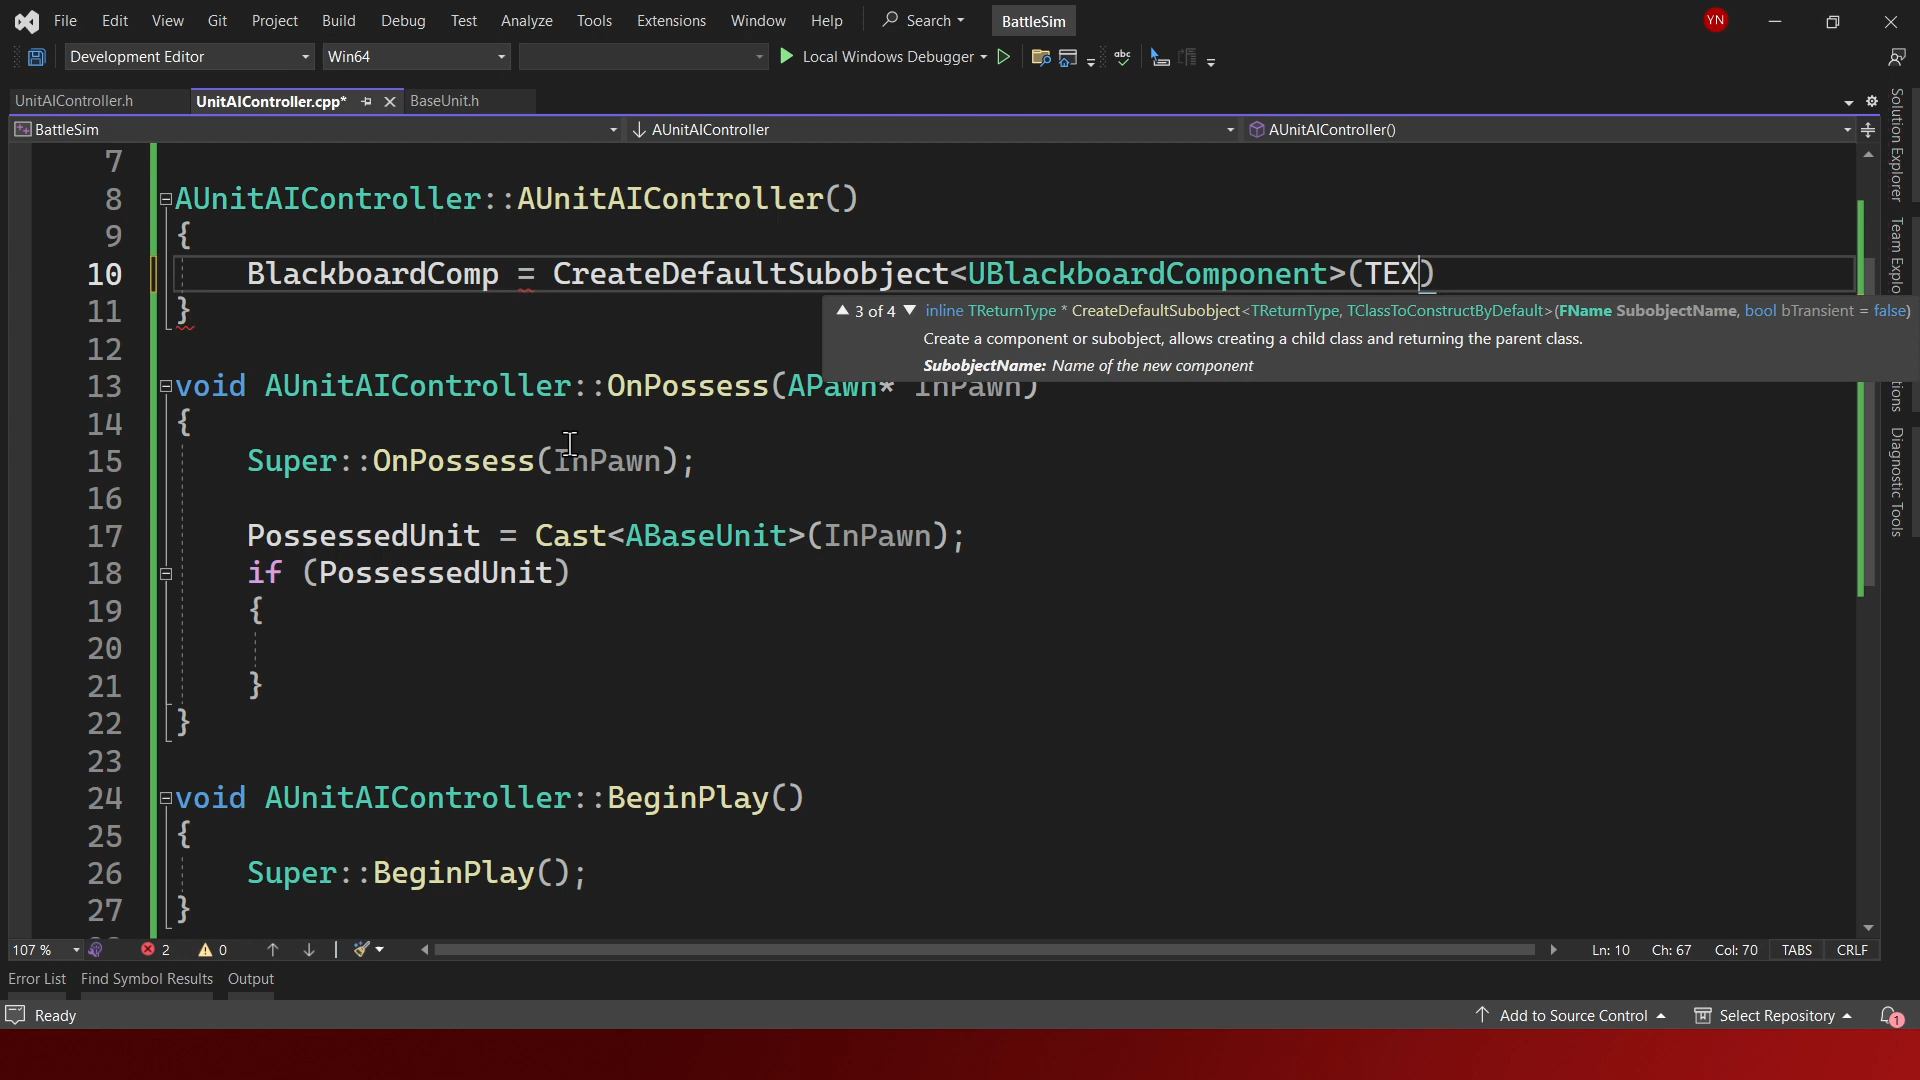 File Edit View Git Project Build Debug Test Analyze Tools Extensions Window Help Search BattleSim YN
Development Editor Win64 Local Windows Debugger
UnitAIController.h UnitAIController.cpp* BaseUnit.h
BattleSim AUnitAIController AUnitAIController()
7
8 AUnitAIController::AUnitAIController()
9 {
10 BlackboardComp = CreateDefaultSubobject<UBlackboardComponent>(TEX)
11 }
3 of 4 inline TReturnType * CreateDefaultSubobject<TReturnType, TClassToConstructByDefault>(FName SubobjectName, bool bTransient = false)
12
Create a component or subobject, allows creating a child class and returning the parent class.
SubobjectName: Name of the new component
13 void AUnitAIController::OnPossess(APawn* InPawn)
14 {
15 Super::OnPossess(InPawn);
16
17 PossessedUnit = Cast<ABaseUnit>(InPawn);
18 if (PossessedUnit)
19 {
20
21 }
22 }
23
24 void AUnitAIController::BeginPlay()
25 {
26 Super::BeginPlay();
27 }
Solution Explorer
Team Explo
tions
Diagnostic Tools
107 % 2 0 Ln: 10 Ch: 67 Col: 70 TABS CRLF
Error List Find Symbol Results Output
Ready Add to Source Control Select Repository 1